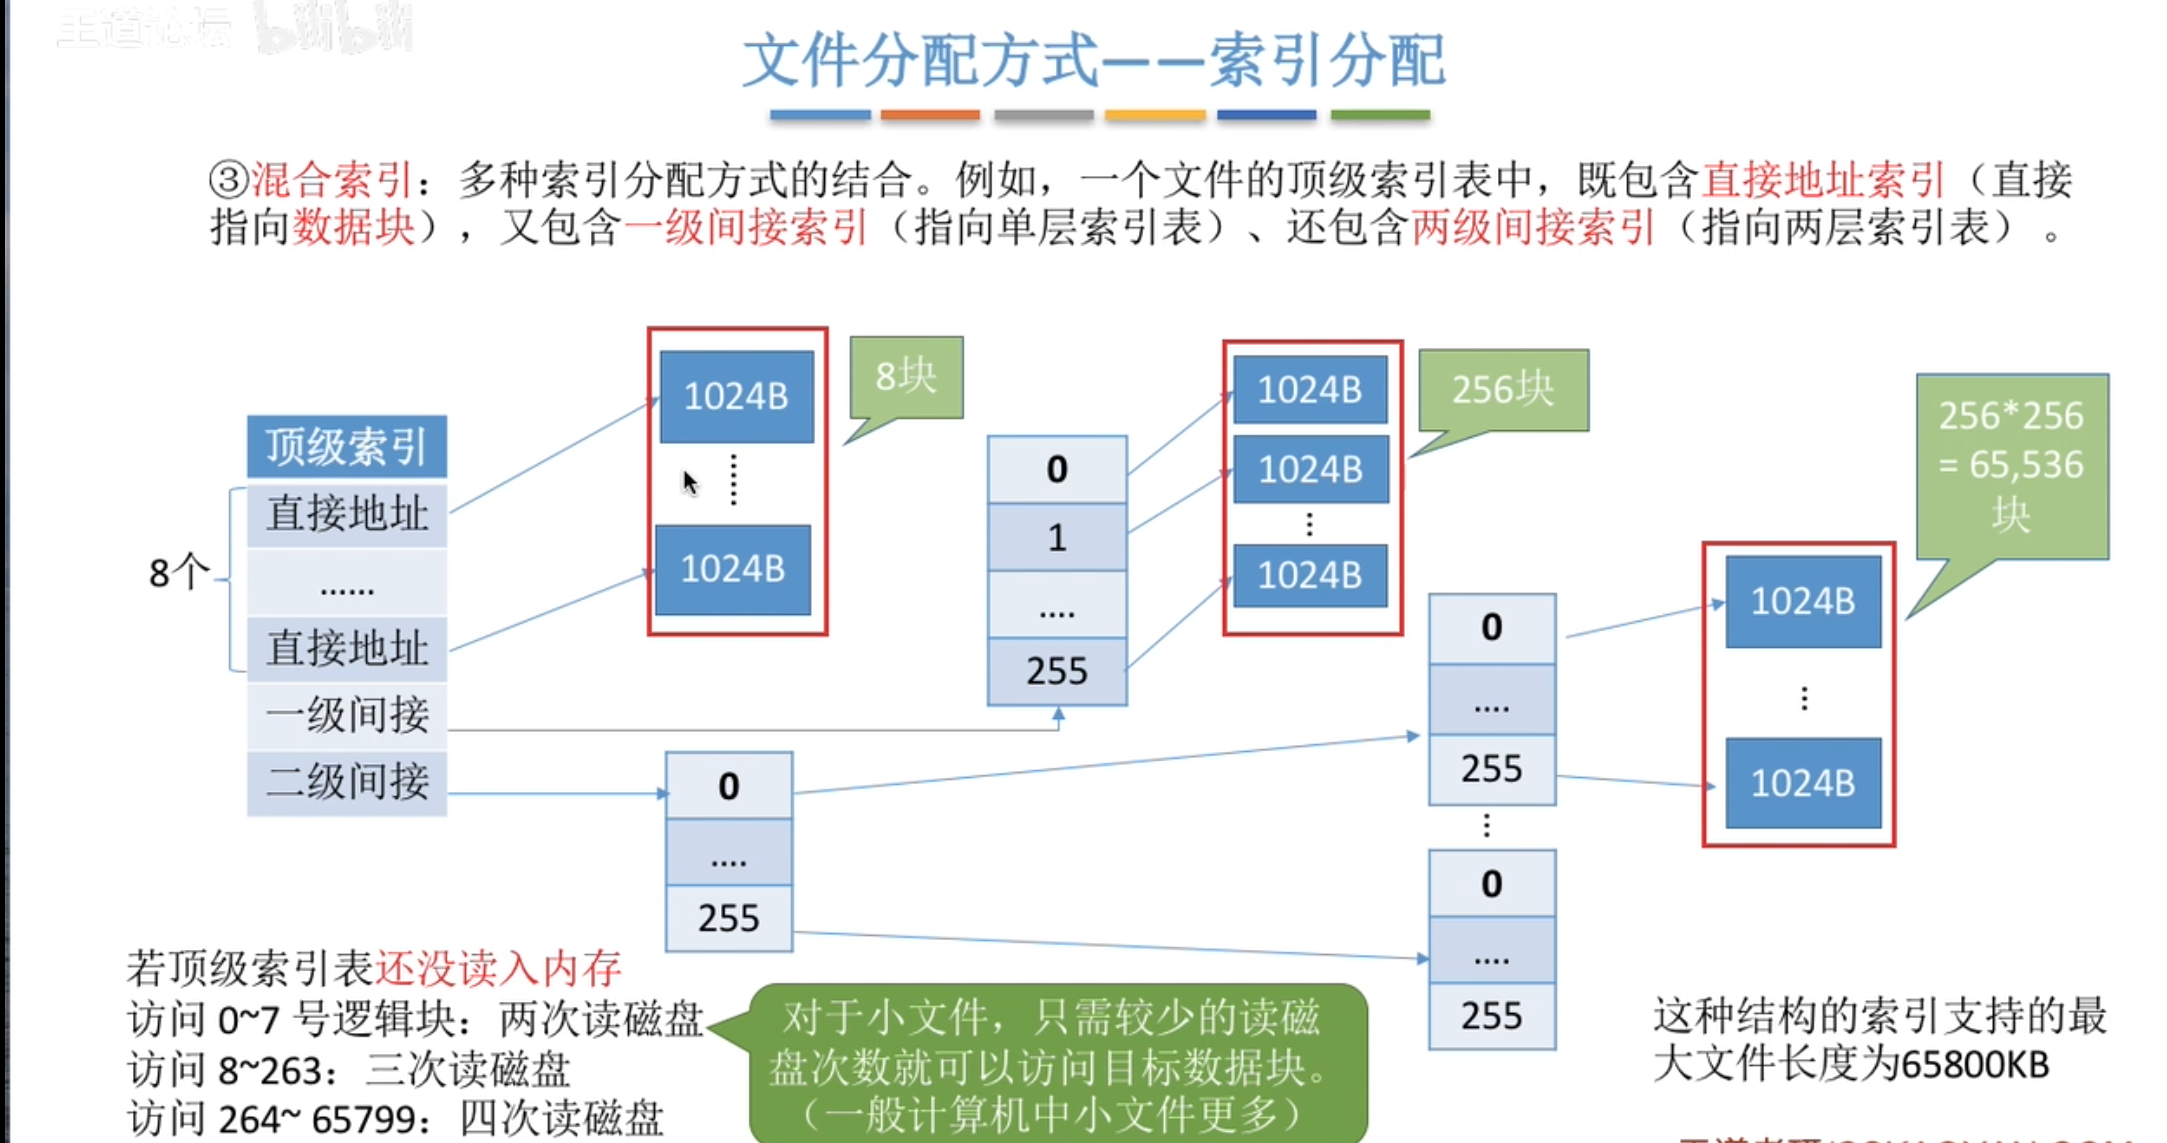 王道论坛 bilibili
文件分配方式——索引分配
③混合索引：多种索引分配方式的结合。例如，一个文件的顶级索引表中，既包含直接地址索引（直接
指向数据块），又包含一级间接索引（指向单层索引表）、还包含两级间接索引（指向两层索引表）。
顶级索引
直接地址
......
直接地址
一级间接
二级间接
8个
1024B
1024B
8块
0
1
....
255
1024B
1024B
1024B
256块
0
....
255
0
....
255
0
....
255
1024B
1024B
256*256
= 65,536
块
若顶级索引表还没读入内存
访问 0~7 号逻辑块：两次读磁盘
访问 8~263：三次读磁盘
访问 264~ 65799：四次读磁盘
对于小文件，只需较少的读磁
盘次数就可以访问目标数据块。
（一般计算机中小文件更多）
这种结构的索引支持的最
大文件长度为65800KB